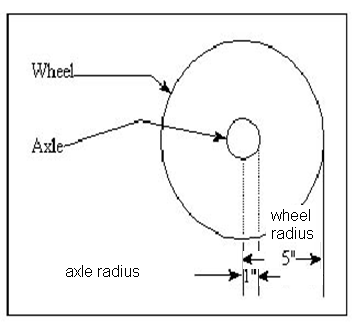 Wheel
Axle
wheel
radius
5"
axle radius
1"